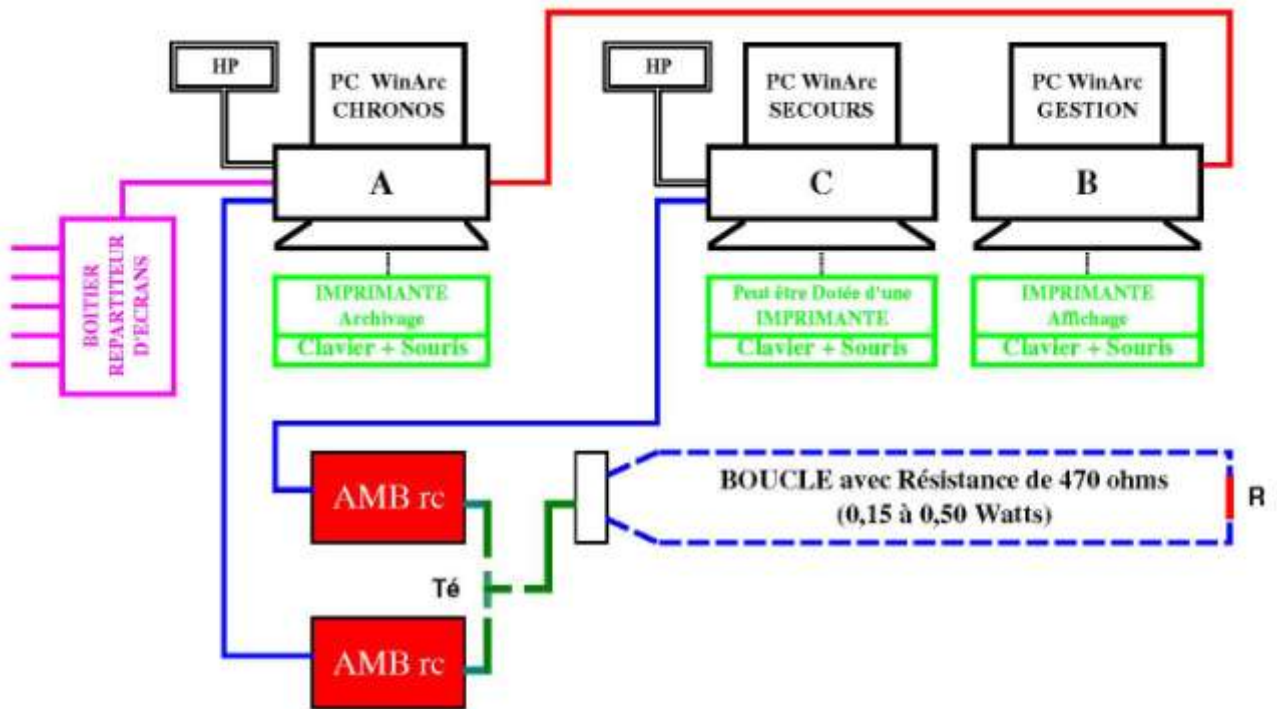 HP
PC WinArc
CHRONOS
HP
PC WinArc
SECOURS
PC WinArc
GESTION
A
C
B
BOITIER
REPARTITEUR
D'ECRANS
IMPRIMANTE
Archivage
Clavier + Souris
Peut être Dotée d'une
IMPRIMANTE
Clavier + Souris
IMPRIMANTE
Affichage
Clavier + Souris
AMB rc
BOUCLE avec Résistance de 470 ohms
(0,15 à 0,50 Watts)
R
Té
AMB rc